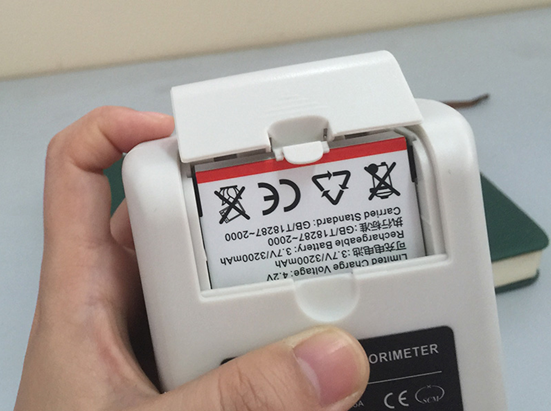 Limited Charge Voltage: 4.2V
可充电电池:3.7V/3200mAh
Rechargeable Battery: 3.7V/3200mAh
执行标准:GB/T18287-2000
Carried Standard: GB/T18287~2000
CE
ORIMETER
CE